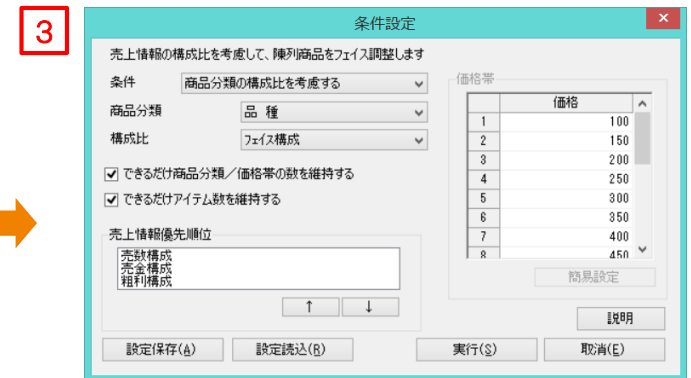 3
条件設定
×
売上情報の構成比を考慮して、陳列商品をフェイス調整します
条件 商品分類の構成比を考慮する
商品分類 品 種
構成比 フェイス構成
できるだけ商品分類／価格帯の数を維持する
できるだけアイテム数を維持する
売上情報優先順位
売数構成
売金構成
粗利構成
↑ ↓
価格帯
価格
1 100
2 150
3 200
4 250
5 300
6 350
7 400
8 450
簡易設定
説明
設定保存(A) 設定読込(R) 実行(S) 取消(E)